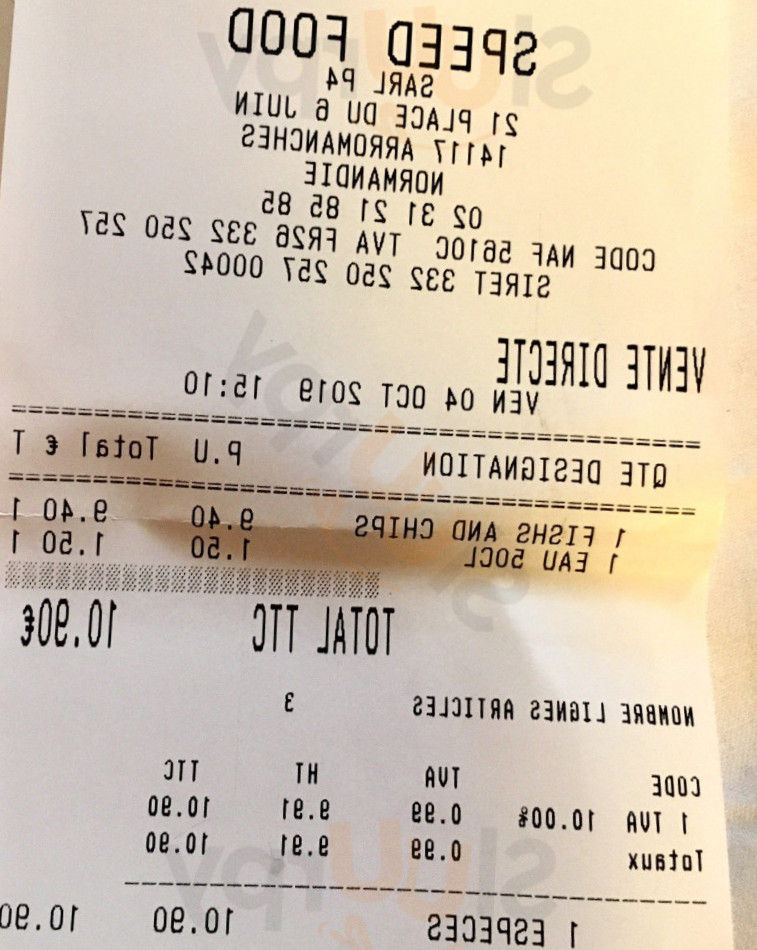 SPEED FOOD
SARL P4
21 PLACE DU 6 JUIN
14117 ARROMANCHES
NORMANDIE
02 31 21 85 85
CODE NAF 5610C TVA FR26 332 250 257
SIRET 332 250 257 00042
VENTE DIRECTE
VEN 04 OCT 2019 15:10
QTE DESIGNATION P.U Total € T
1 FISHS AND CHIPS 9.40 9.40 1
1 EAU 50CL 1.50 1.50 1
TOTAL TTC 10.90€
NOMBRE LIGNES ARTICLES 3
CODE TVA HT TTC
1 TVA 10.00% 0.99 9.91 10.90
Totaux 0.99 9.91 10.90
1 ESPECES 10.90 10.90
Slurpy
Slurpy
Slurpy